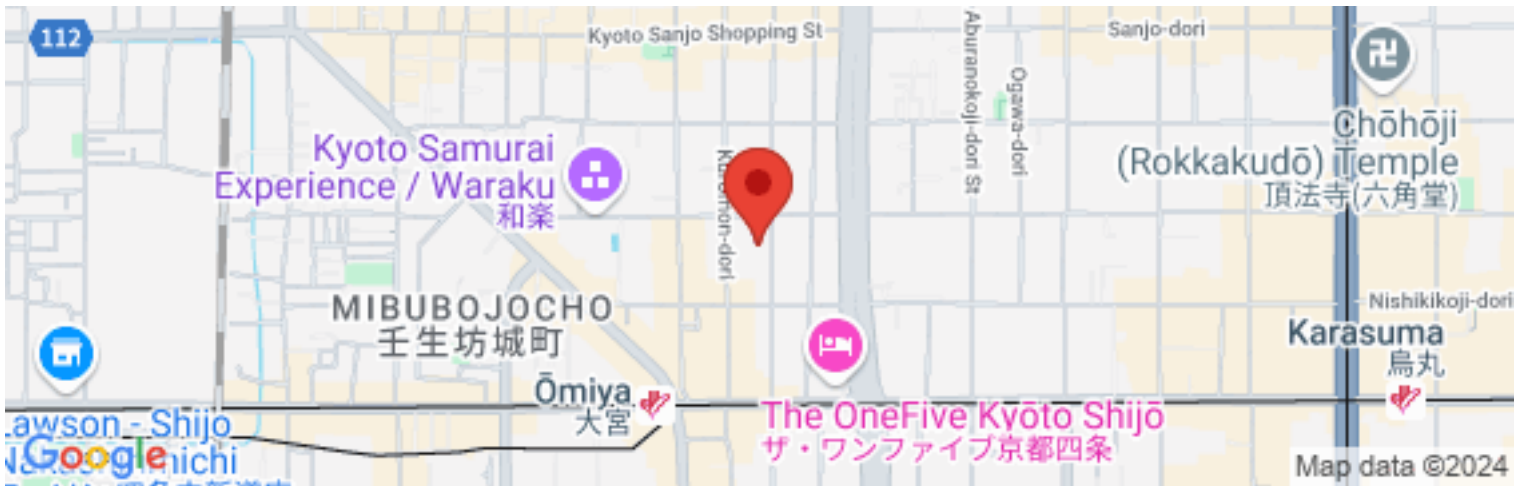 112
Kyoto Sanjo Shopping St
Aburanokoji-dori St
Ogawa-dori
Sanjo-dori
卍
Chōhōji
(Rokkakudō) Temple
頂法寺(六角堂)
Kyoto Samurai
Experience / Waraku
和楽
Kuromon-dori
MIBUBOJOCHO
壬生坊城町
Nishikikoji-dori
Karasuma
烏丸
Ōmiya
大宮
The OneFive Kyōto Shijō
ザ・ワンファイブ京都四条
Lawson - Shijo
Google
Map data ©2024